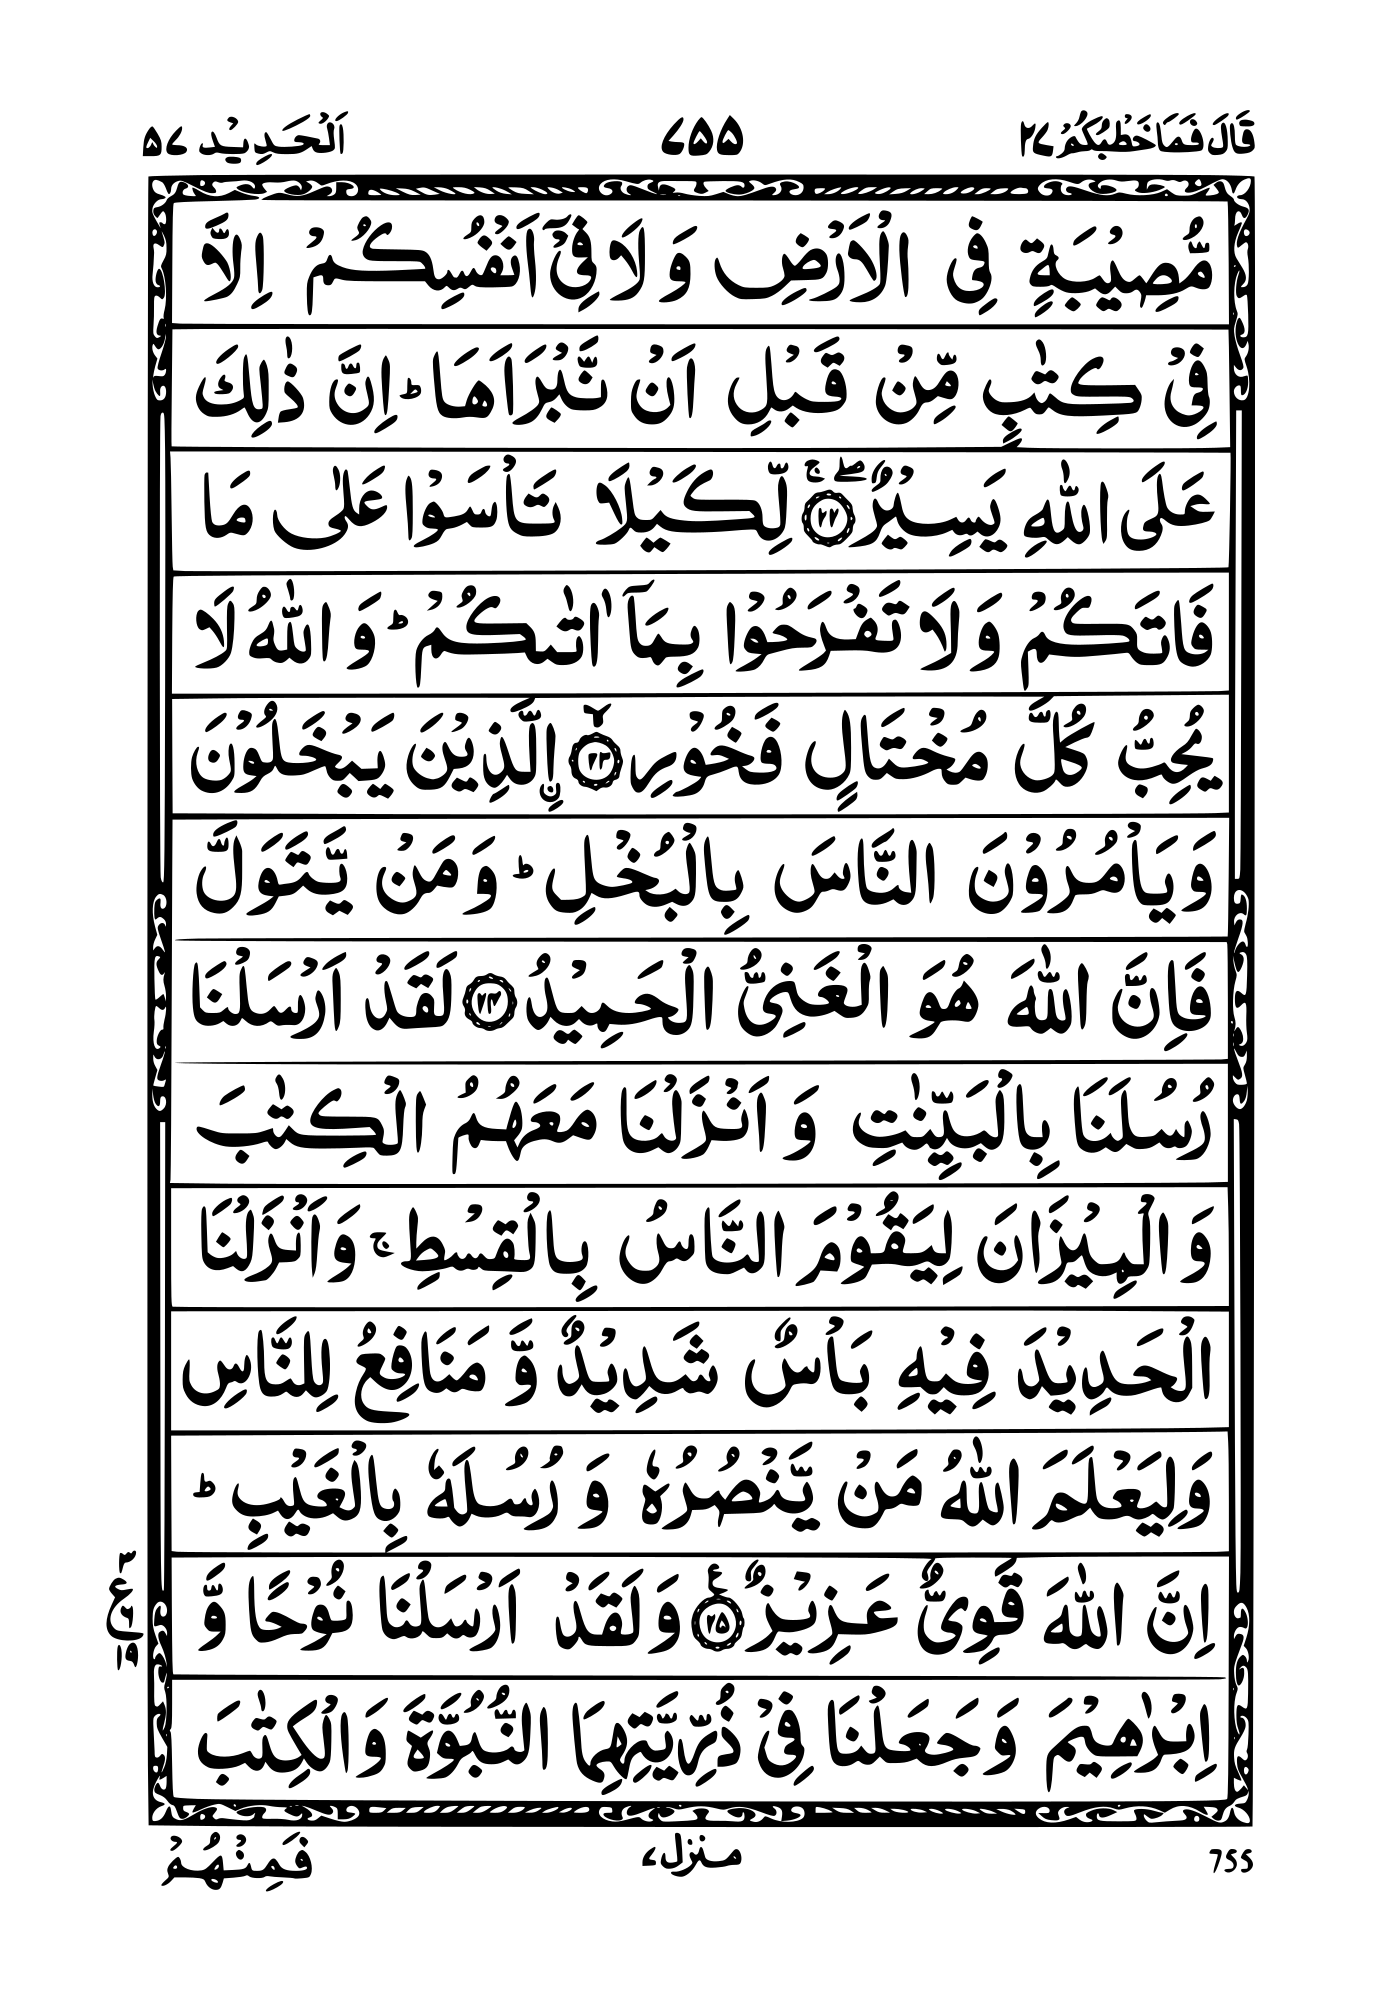 قَالَ فَمَا خَطْبُكُمْ ٢٧
٧٥٥
اَلْحَدِيْد ٥٧
مُّصِيْبَةٍ فِى الْاَرْضِ وَ لَا فِيْۤ اَنْفُسِكُمْ اِلَّا
فِيْ كِتٰبٍ مِّنْ قَبْلِ اَنْ نَّبْرَاَهَا ؕ اِنَّ ذٰلِكَ
عَلَى اللّٰهِ يَسِيْرٌ ۚۖ ﴿٢٢﴾ لِّكَيْلَا تَاْسَوْا عَلٰى مَا
فَاتَكُمْ وَ لَا تَفْرَحُوْا بِمَاۤ اٰتٰىكُمْ ؕ وَ اللّٰهُ لَا
يُحِبُّ كُلَّ مُخْتَالٍ فَخُوْرِ ۙ ﴿٢٣﴾ اۨلَّذِيْنَ يَبْخَلُوْنَ
وَ يَاْمُرُوْنَ النَّاسَ بِالْبُخْلِ ؕ وَ مَنْ يَّتَوَلَّ
فَاِنَّ اللّٰهَ هُوَ الْغَنِىُّ الْحَمِيْدُ ﴿٢٤﴾ لَقَدْ اَرْسَلْنَا
رُسُلَنَا بِالْبَيِّنٰتِ وَ اَنْزَلْنَا مَعَهُمُ الْكِتٰبَ
وَ الْمِيْزَانَ لِيَقُوْمَ النَّاسُ بِالْقِسْطِ ۚ وَ اَنْزَلْنَا
الْحَدِيْدَ فِيْهِ بَاْسٌ شَدِيْدٌ وَّ مَنَافِعُ لِلنَّاسِ
وَ لِيَعْلَمَ اللّٰهُ مَنْ يَّنْصُرُهٗ وَ رُسُلَهٗ بِالْغَيْبِ ؕ
اِنَّ اللّٰهَ قَوِىٌّ عَزِيْزٌ ﴿٢٥﴾ ع وَ لَقَدْ اَرْسَلْنَا نُوْحًا وَّ
٣
ع
١٩
اِبْرٰهِيْمَ وَ جَعَلْنَا فِيْ ذُرِّيَّتِهِمَا النُّبُوَّةَ وَ الْكِتٰبَ
755
منزل ٧
فَمِنْهُمْ